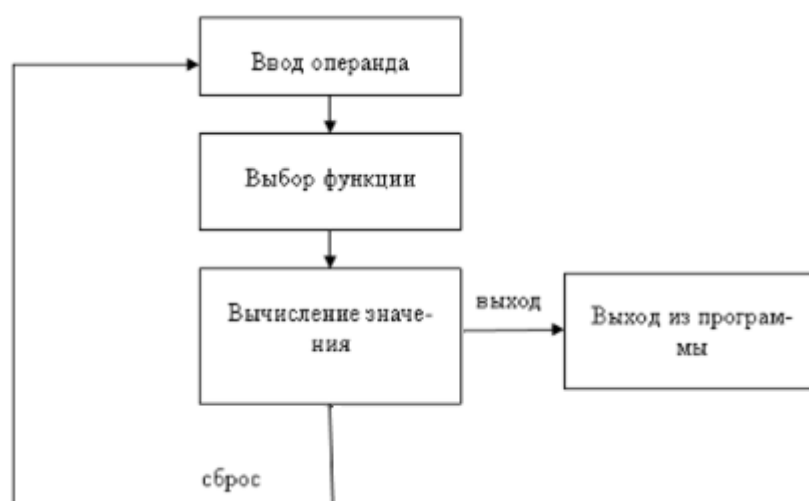 Ввод операнда
Выбор функции
Вычисление значе-
ния
выход
Выход из програм-
мы
сброс